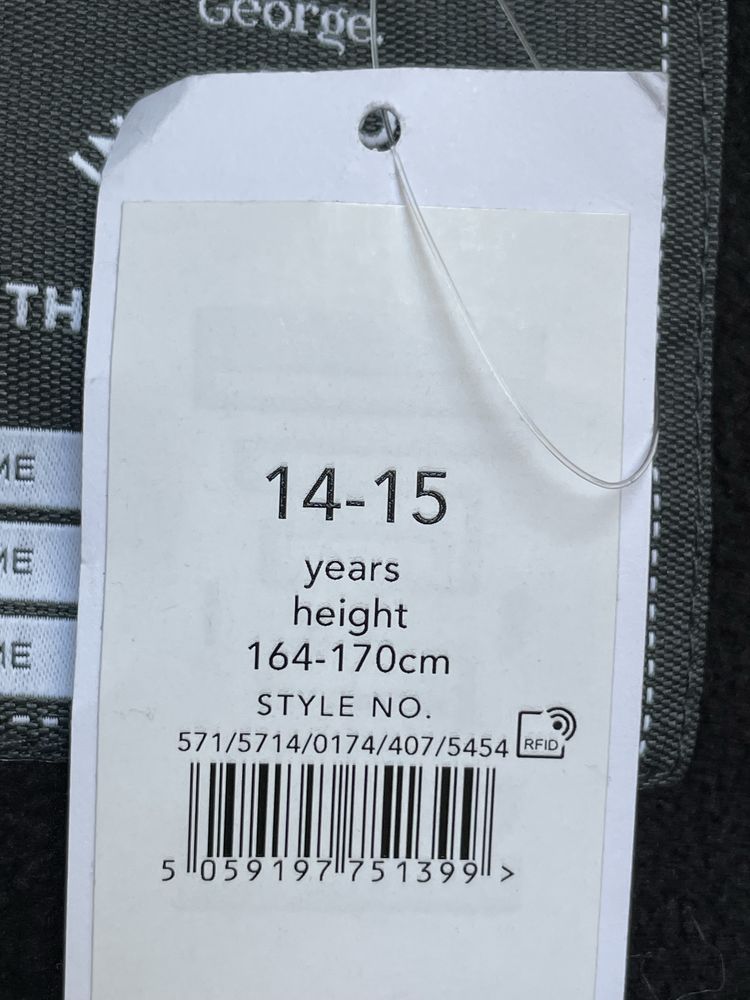 George.
TH
ME
ME
ME
14-15
years
height
164-170cm
STYLE NO.
571/5714/0174/407/5454
RFID
5 059197 751399 >